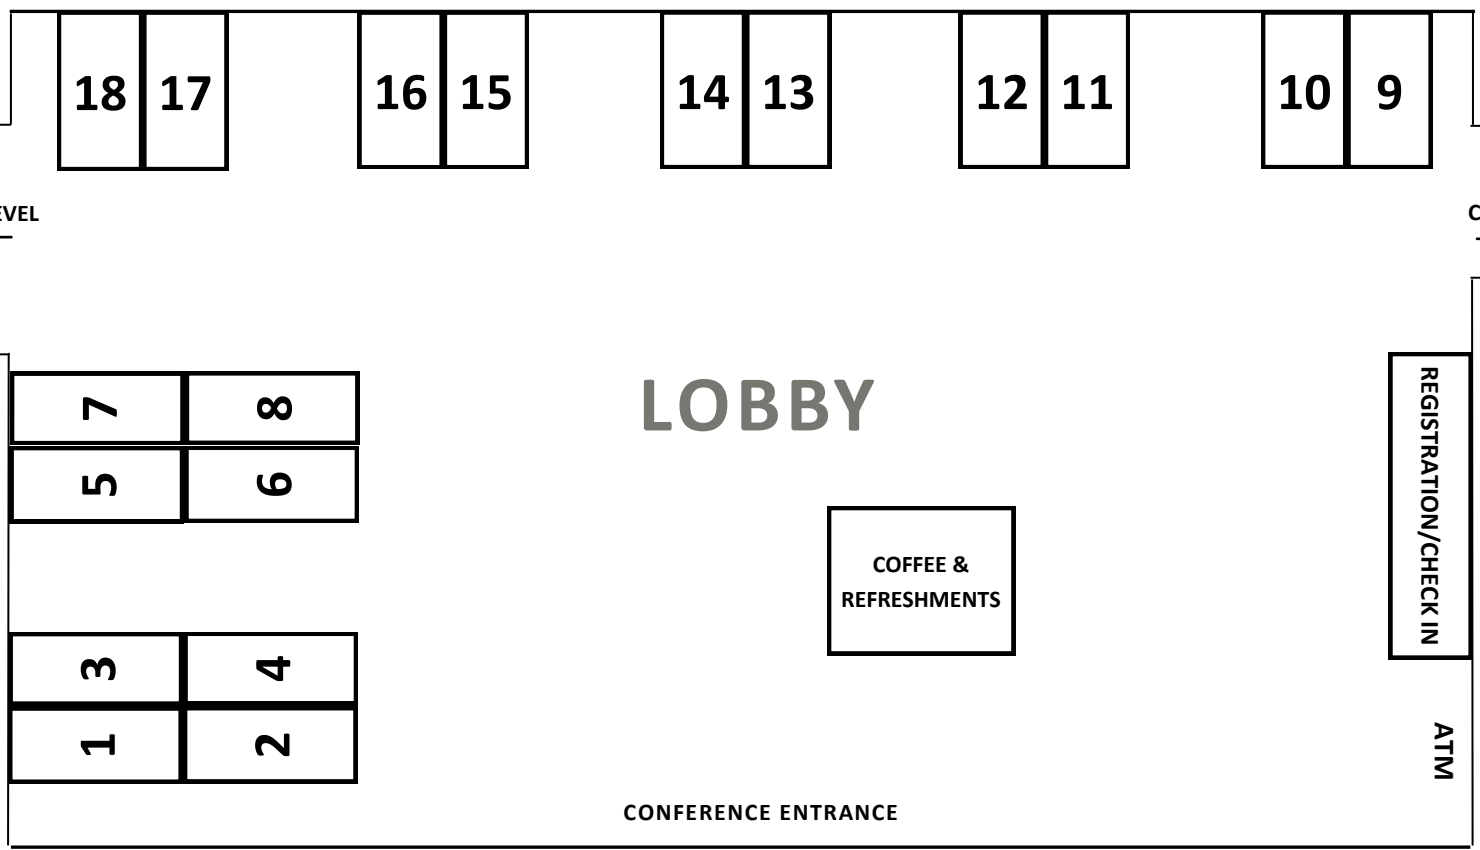 18 17 16 15 14 13 12 11 10 9
EVEL
C
7 8
5 6
LOBBY
REGISTRATION/CHECK IN
COFFEE &
REFRESHMENTS
3 4
1 2
ATM
CONFERENCE ENTRANCE